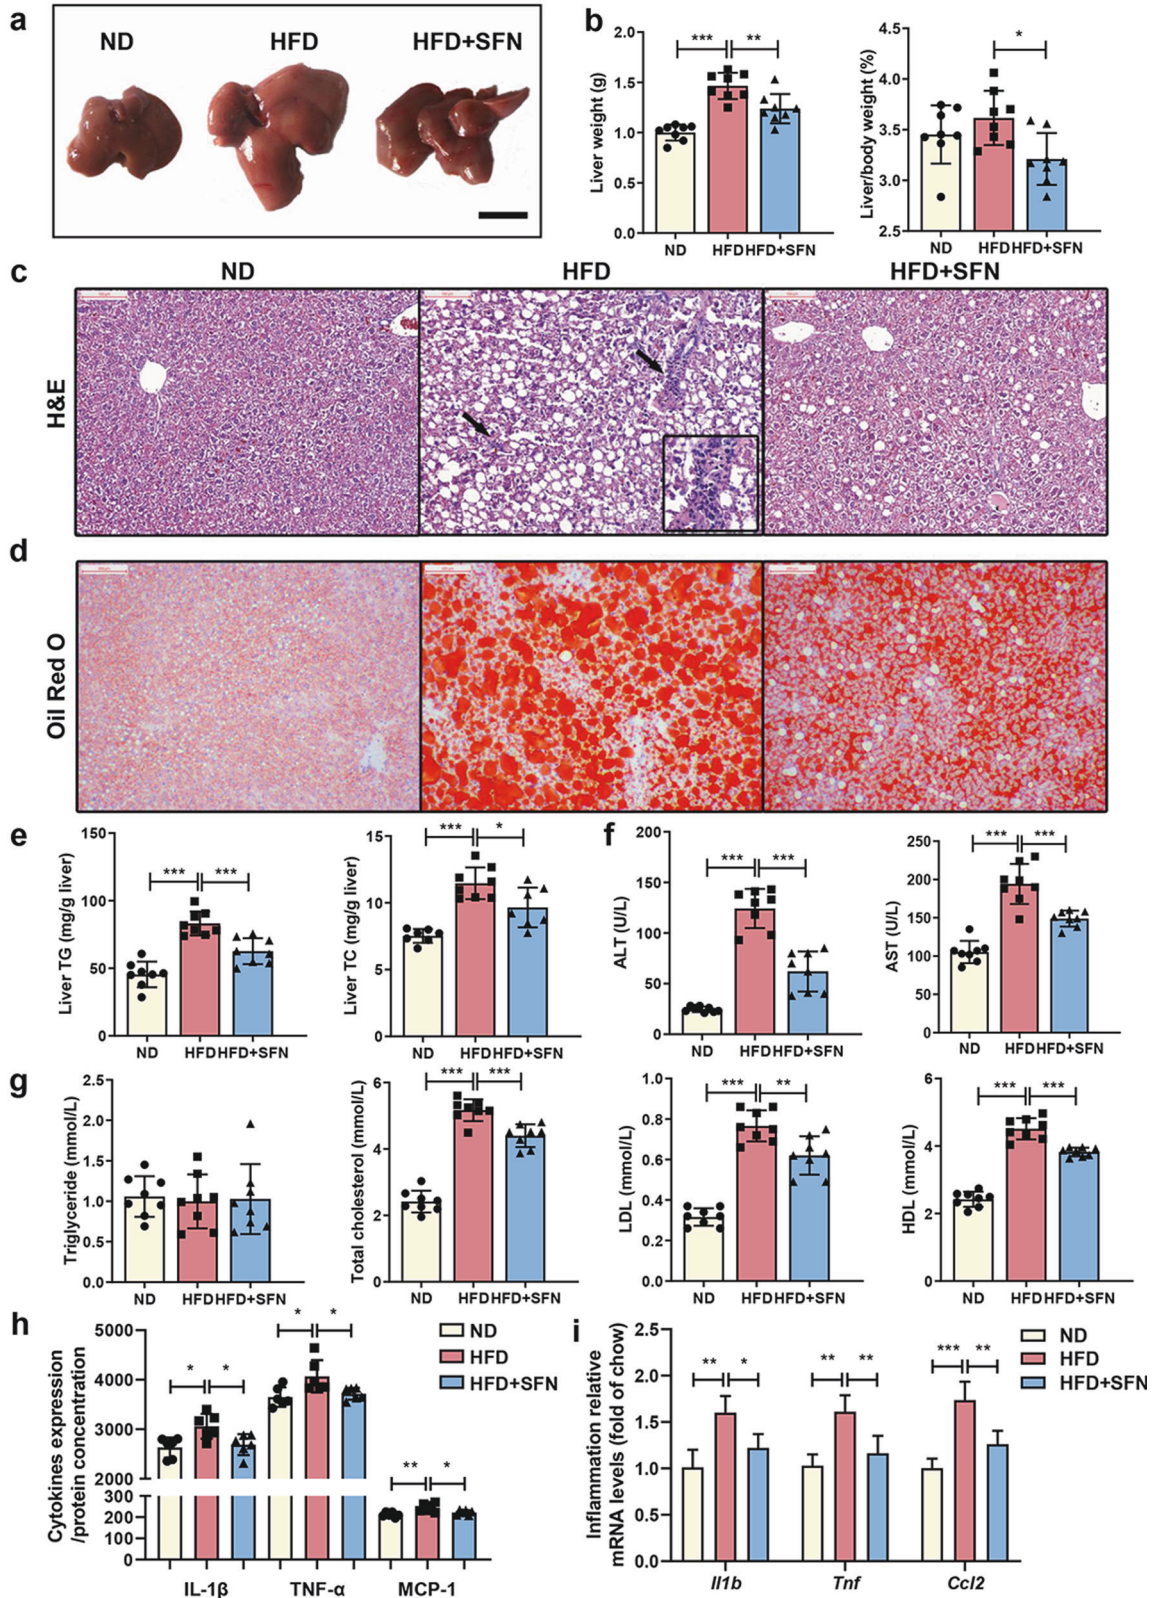 a
ND HFD HFD+SFN
b
Liver weight (g)
2.0
1.5
1.0
0.5
0.0
*** **
ND HFD HFD+SFN
Liver/body weight (%)
4.5
4.0
3.5
3.0
2.5
*
ND HFD HFD+SFN
c
ND HFD HFD+SFN
H&E
d
Oil Red O
e
Liver TG (mg/g liver)
150
100
50
0
*** ***
ND HFD HFD+SFN
Liver TC (mg/g liver)
15
10
5
0
*** *
ND HFD HFD+SFN
f
ALT (U/L)
200
150
100
50
0
*** ***
ND HFD HFD+SFN
AST (U/L)
250
200
150
100
50
0
*** ***
ND HFD HFD+SFN
g
Triglyceride (mmol/L)
2.5
2.0
1.5
1.0
0.5
0.0
ND HFD HFD+SFN
Total cholesterol (mmol/L)
6
4
2
0
*** ***
ND HFD HFD+SFN
LDL (mmol/L)
1.0
0.8
0.6
0.4
0.2
0.0
*** **
ND HFD HFD+SFN
HDL (mmol/L)
6
4
2
0
*** ***
ND HFD HFD+SFN
h
Cytokines expression
/protein concentration
5000
4000
3000
2000
300
200
100
0
* *
* *
** *
IL-1β TNF-α MCP-1
ND
HFD
HFD+SFN
i
Inflammation relative
mRNA levels (fold of chow)
2.5
2.0
1.5
1.0
0.5
0.0
** *
** **
*** **
Il1b Tnf Ccl2
ND
HFD
HFD+SFN